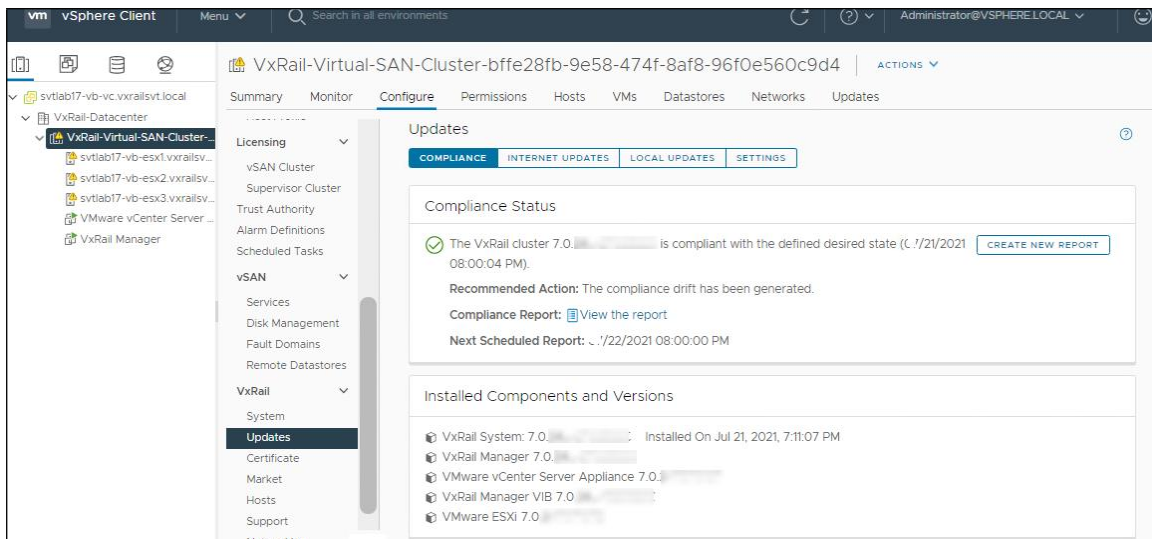 vm vSphere Client Menu Search in all environments Administrator@VSPHERE.LOCAL
svtlab17-vb-vc.vxrailsvt.local
VxRail-Datacenter
VxRail-Virtual-SAN-Cluster-...
svtlab17-vb-esx1.vxrailsv...
svtlab17-vb-esx2.vxrailsv...
svtlab17-vb-esx3.vxrailsv...
VMware vCenter Server ...
VxRail Manager
VxRail-Virtual-SAN-Cluster-bffe28fb-9e58-474f-8af8-96f0e560c9d4 ACTIONS
Summary Monitor Configure Permissions Hosts VMs Datastores Networks Updates
Licensing
vSAN Cluster
Supervisor Cluster
Trust Authority
Alarm Definitions
Scheduled Tasks
vSAN
Services
Disk Management
Fault Domains
Remote Datastores
VxRail
System
Updates
Certificate
Market
Hosts
Support
Updates
COMPLIANCE INTERNET UPDATES LOCAL UPDATES SETTINGS
Compliance Status
The VxRail cluster 7.0. is compliant with the defined desired state ( /21/2021 CREATE NEW REPORT
08:00:04 PM).
Recommended Action: The compliance drift has been generated.
Compliance Report: View the report
Next Scheduled Report: /22/2021 08:00:00 PM
Installed Components and Versions
VxRail System: 7.0. Installed On Jul 21, 2021, 7:11:07 PM
VxRail Manager 7.0.
VMware vCenter Server Appliance 7.0.
VxRail Manager VIB 7.0
VMware ESXi 7.0